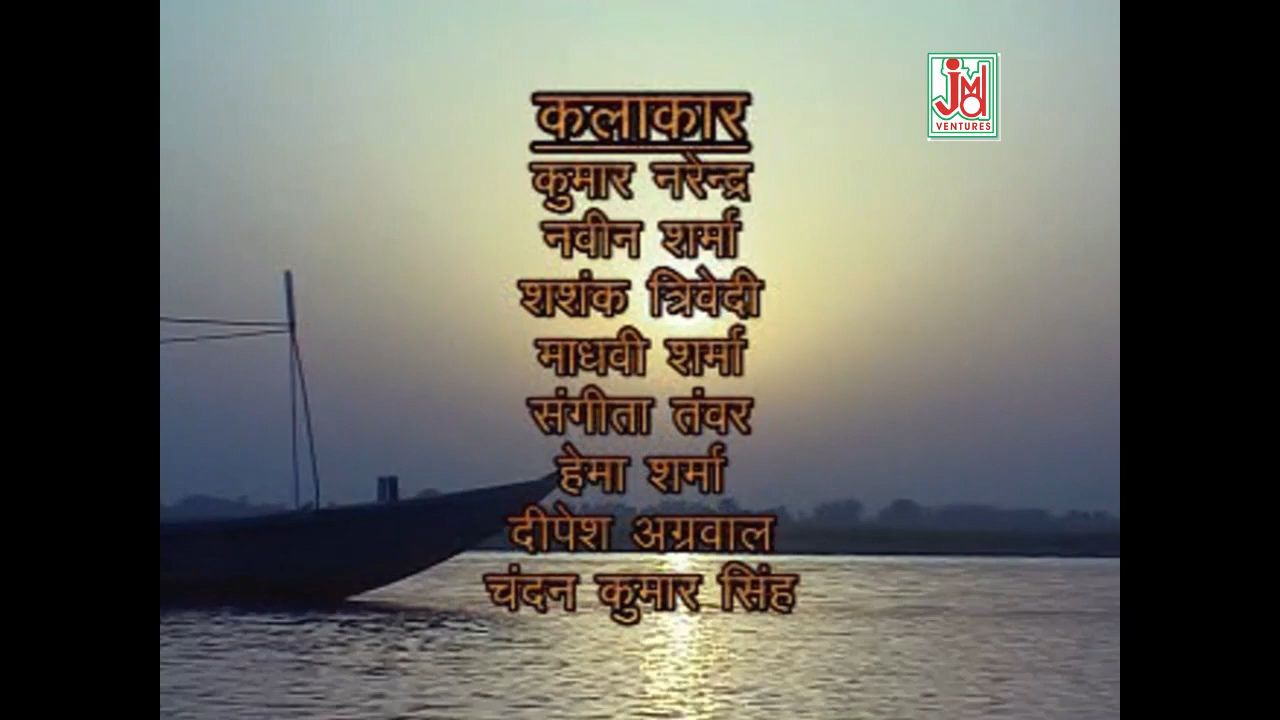 कलाकार
कुमार नरेन्द्र
नवीन शर्मा
शशंक त्रिवेदी
माधवी शर्मा
संगीता तंवर
हेमा शर्मा
दीपेश अग्रवाल
चंदन कुमार सिंह
JMD
VENTURES